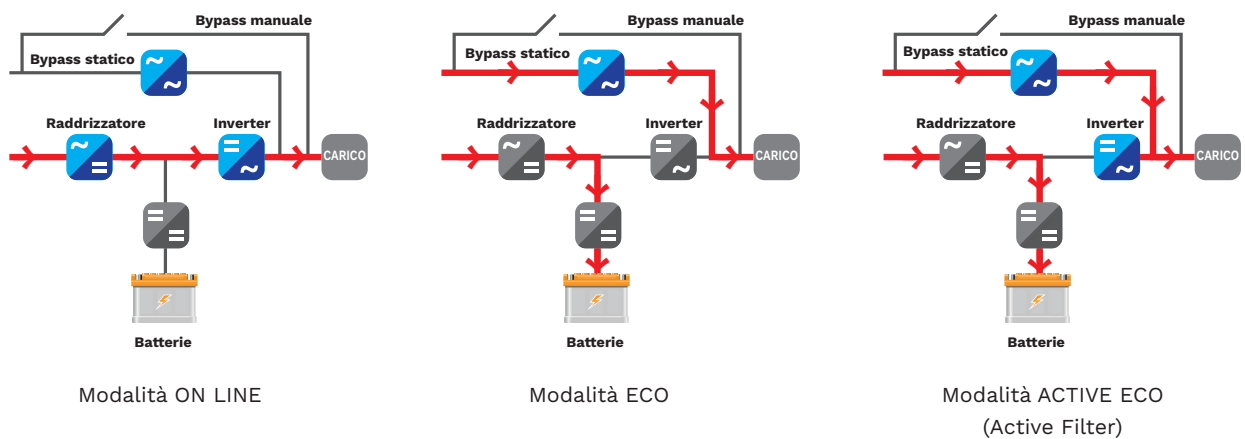 Bypass manuale
Bypass statico
Raddrizzatore
Inverter
CARICO
Batterie
Modalità ON LINE
Bypass manuale
Bypass statico
Raddrizzatore
Inverter
CARICO
Batterie
Modalità ECO
Bypass manuale
Bypass statico
Raddrizzatore
Inverter
CARICO
Batterie
Modalità ACTIVE ECO
(Active Filter)